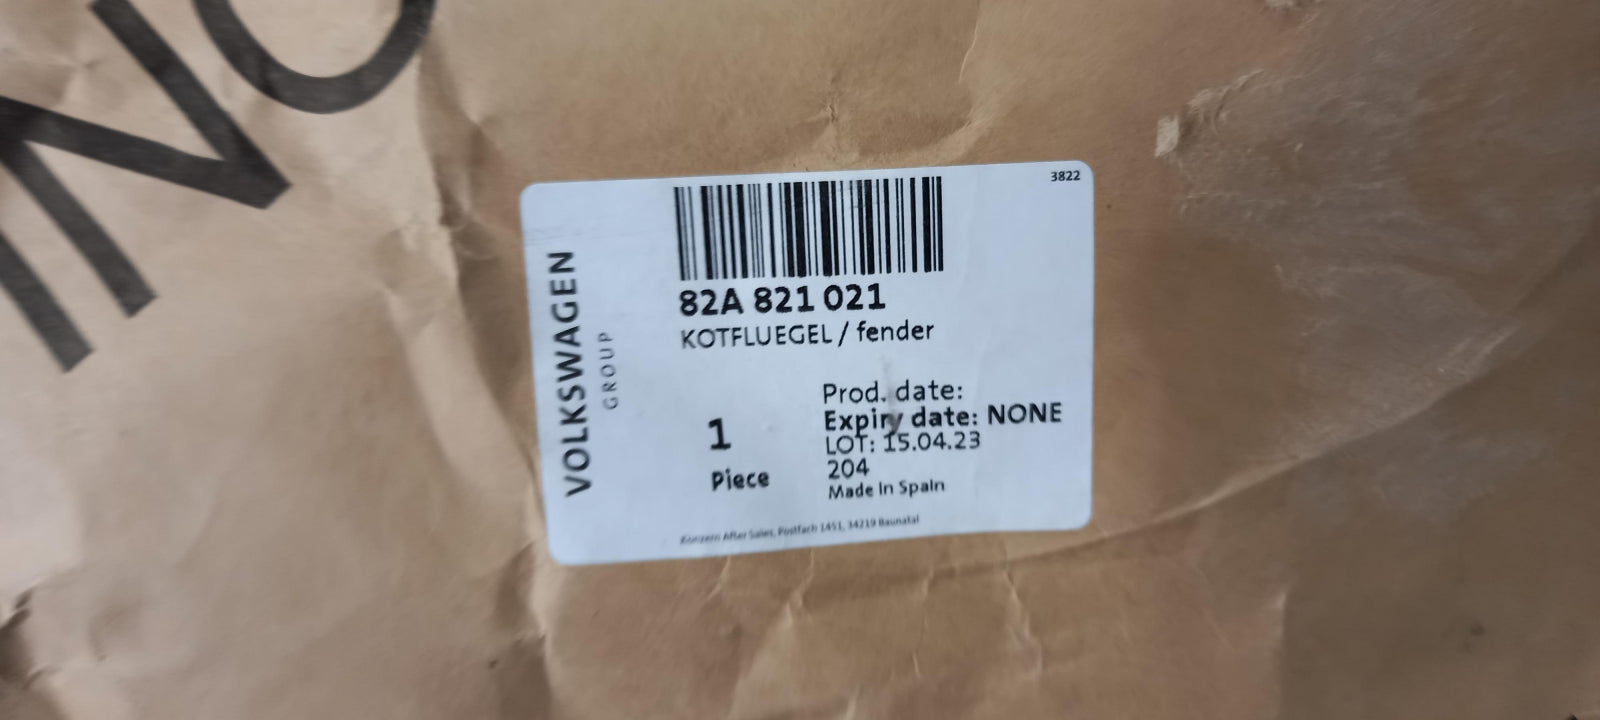 NO
3822
82A 821 021
KOTFLUEGEL / fender
VOLKSWAGEN
GROUP
1
Piece
Prod. date:
Expiry date: NONE
LOT: 15.04.23
204
Made in Spain
Konzern After Sales, Postfach 1451, 34219 Baunatal